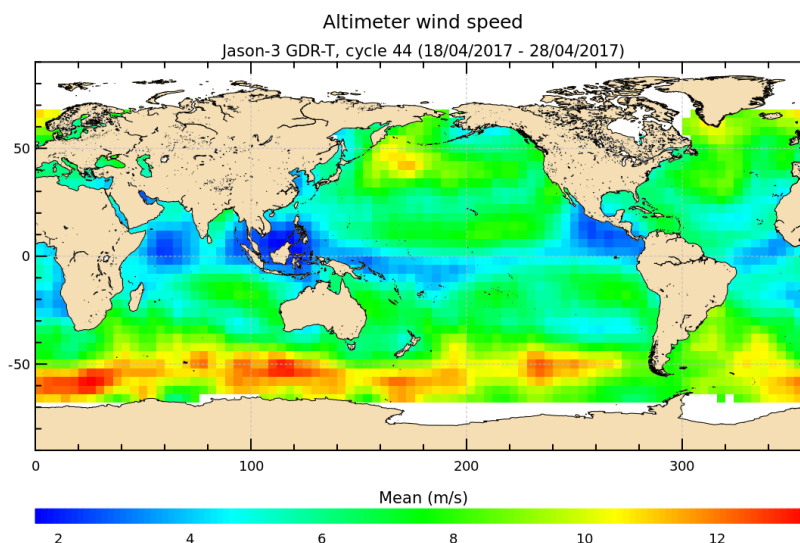 Altimeter wind speed
Jason-3 GDR-T, cycle 44 (18/04/2017 - 28/04/2017)
50
0
-50
0 100 200 300
Mean (m/s)
2 4 6 8 10 12